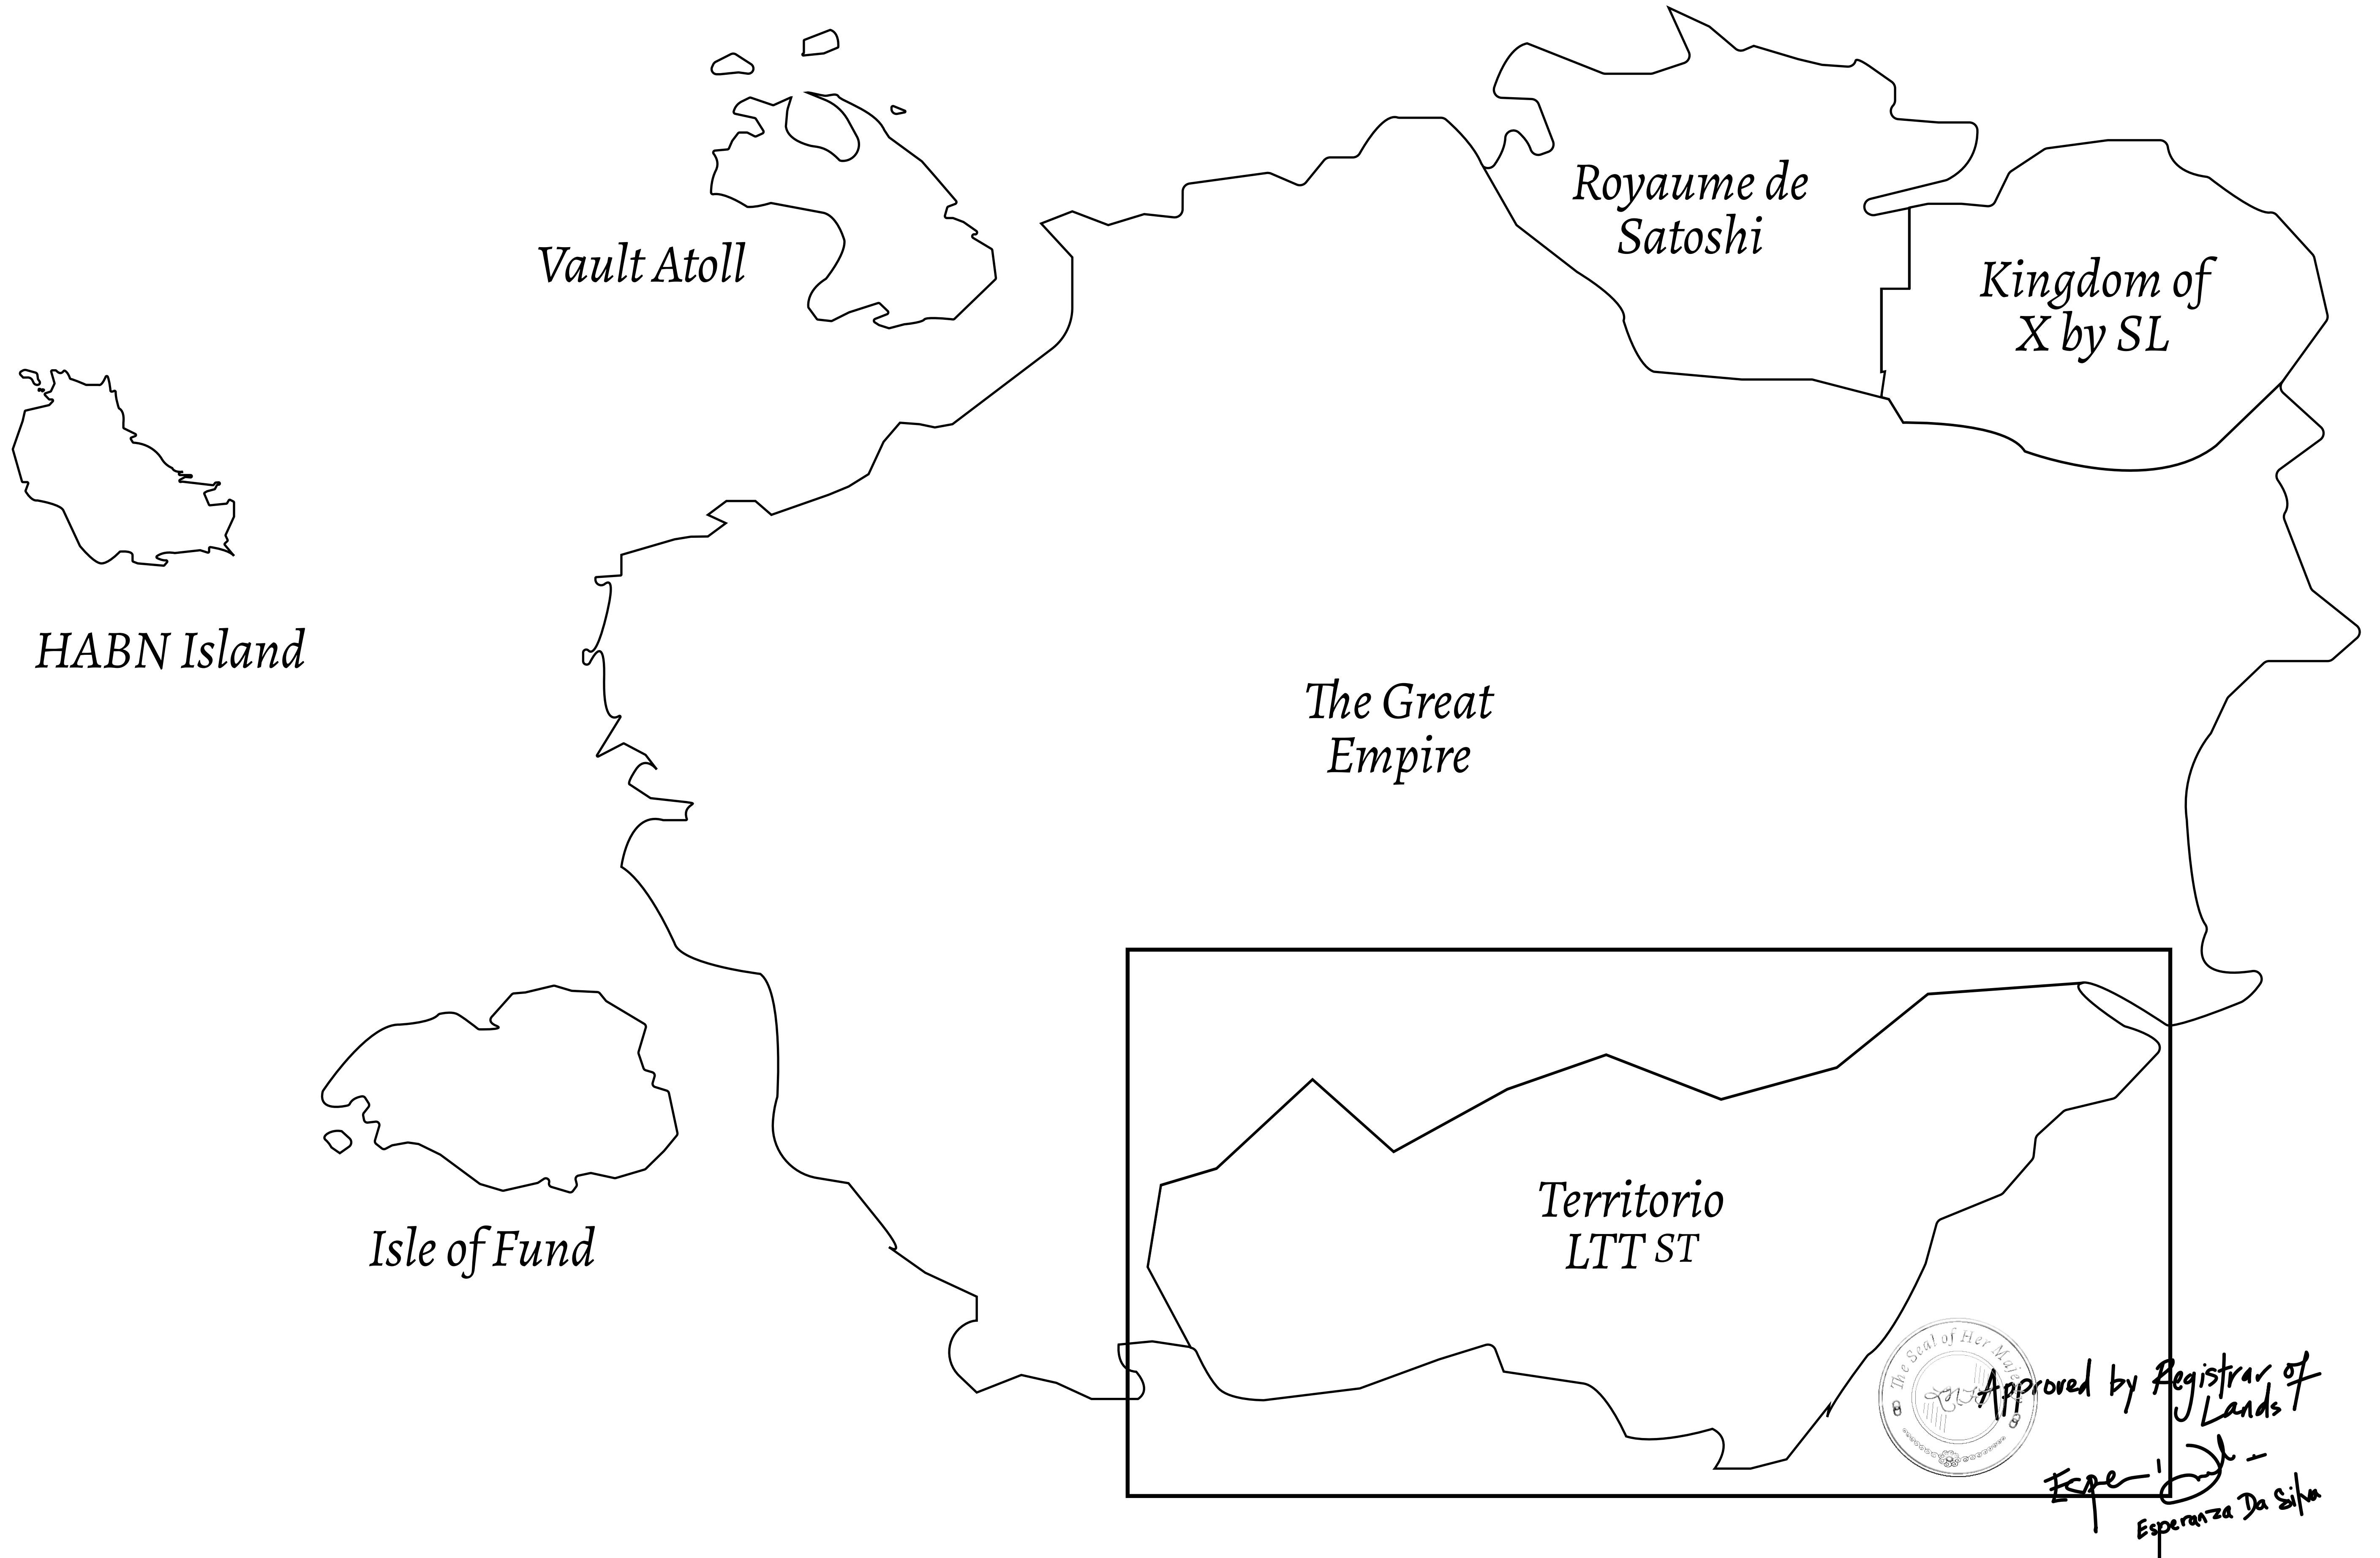 Royaume de
Satoshi
Vault Atoll
Kingdom of
X by SL
HABN Island
The Great
Empire
Territorio
LTT ST
Isle of Fund
The Seal of Her
Approved by Registrar of
Lands
Esperanza Da Silva